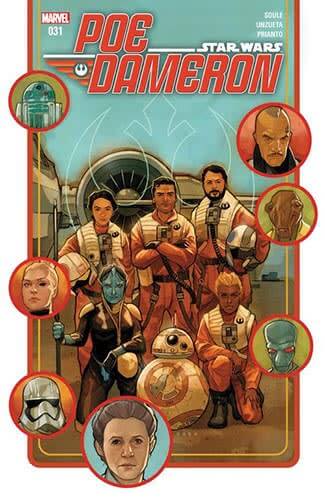 MARVEL
031
SOULE
UNZUETA
PRIANTO
POE
STAR WARS
DAMERON